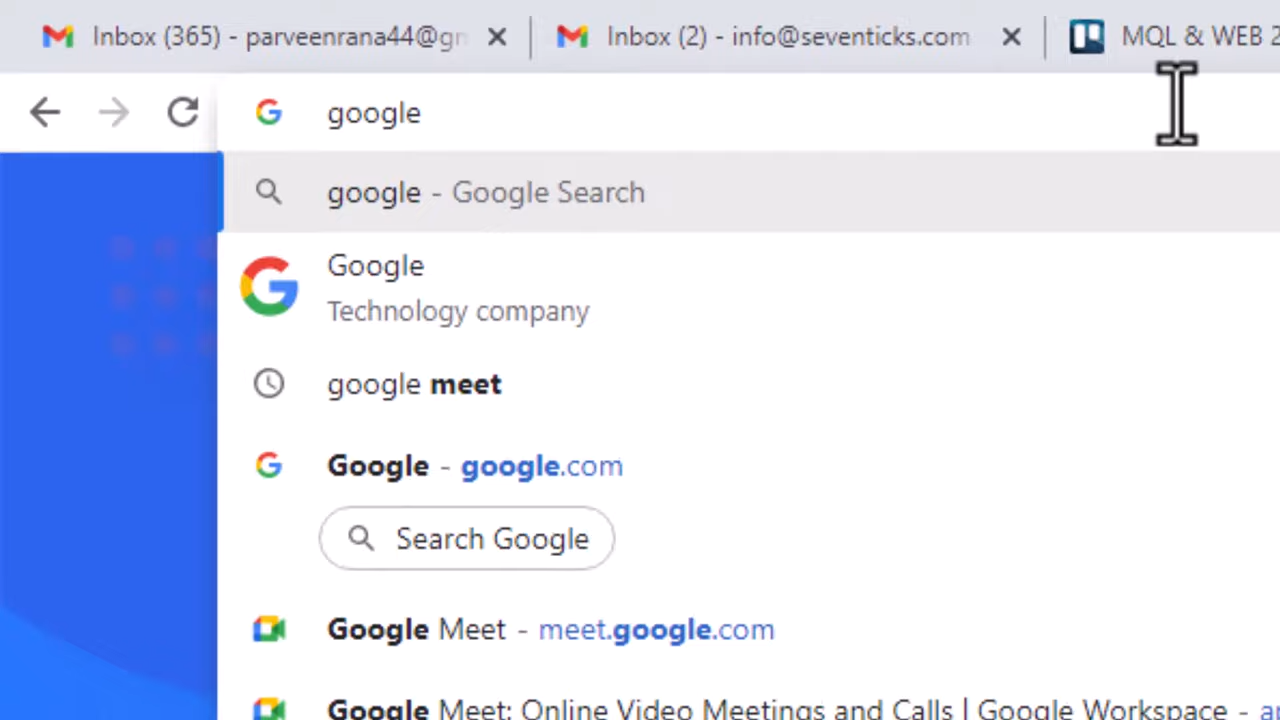 Inbox (365) - parveenrana44@gm
Inbox (2) - info@seventicks.com
MQL & WEB 2
google
google - Google Search
Google
Technology company
google meet
Google - google.com
Search Google
Google Meet - meet.google.com
Google Meet: Online Video Meetings and Calls | Google Workspace -